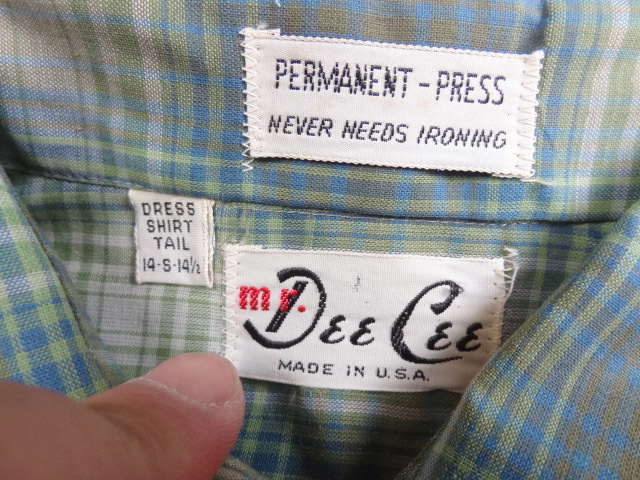 PERMANENT-PRESS
NEVER NEEDS IRONING
DRESS
SHIRT
TAIL
14-S-14½
mr. Dee Cee
MADE IN U.S.A.